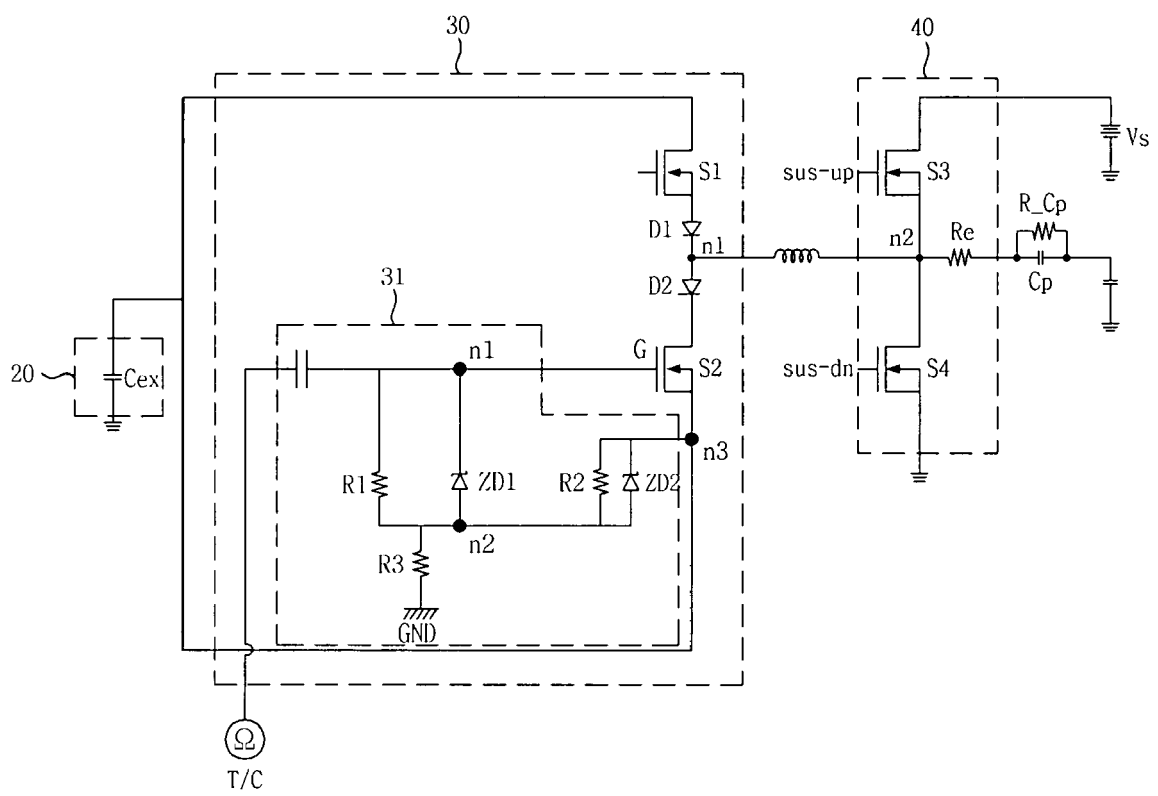 30
40
Vs
S1
sus-up
S3
R_Cp
D1
n1
n2
Re
Cp
D2
31
G
S2
n1
20
Cex
sus-dn
S4
n3
R1
ZD1
R2
ZD2
n2
R3
GND
Ω
T/C